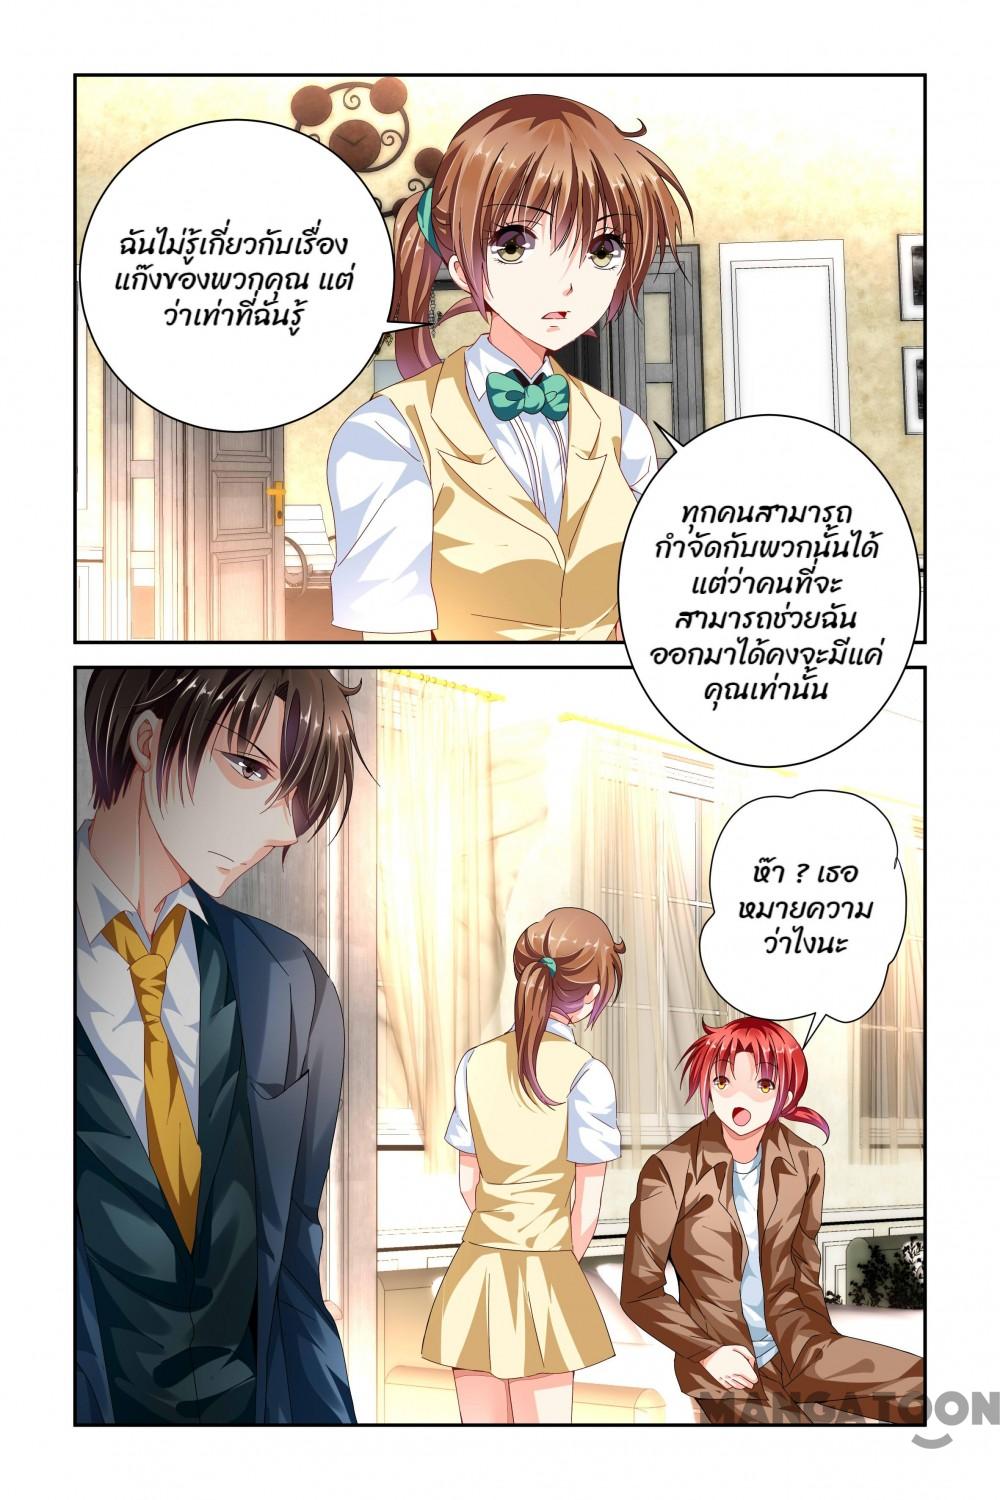 ฉันไม่รู้เกี่ยวกับเรื่อง
แก๊งของพวกคุณ แต่
ว่าเท่าที่ฉันรู้
ทุกคนสามารถ
กำจัดกับพวกนั้นได้
แต่ว่าคนที่จะ
สามารถช่วยฉัน
ออกมาได้คงจะมีแค่
คุณเท่านั้น
ห๊า ? เธอ
หมายความ
ว่าไงนะ
MANGATOON